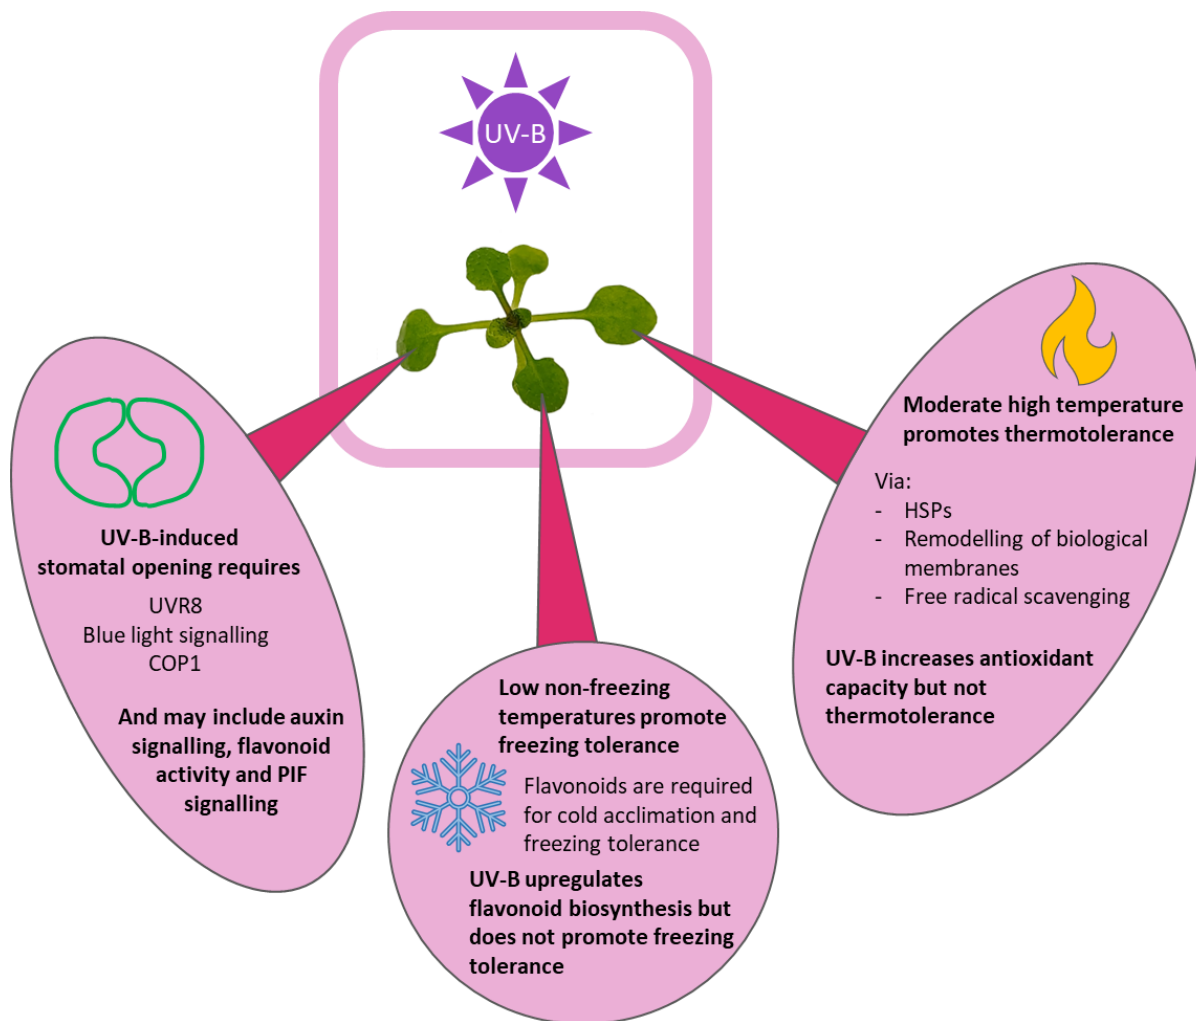 UV-B
UV-B-induced
stomatal opening requires
UVR8
Blue light signalling
COP1
And may include auxin
signalling, flavonoid
activity and PIF
signalling
Low non-freezing
temperatures promote
freezing tolerance
Flavonoids are required
for cold acclimation and
freezing tolerance
UV-B upregulates
flavonoid biosynthesis but
does not promote freezing
tolerance
Moderate high temperature
promotes thermotolerance
Via:
- HSPs
- Remodelling of biological
membranes
- Free radical scavenging
UV-B increases antioxidant
capacity but not
thermotolerance